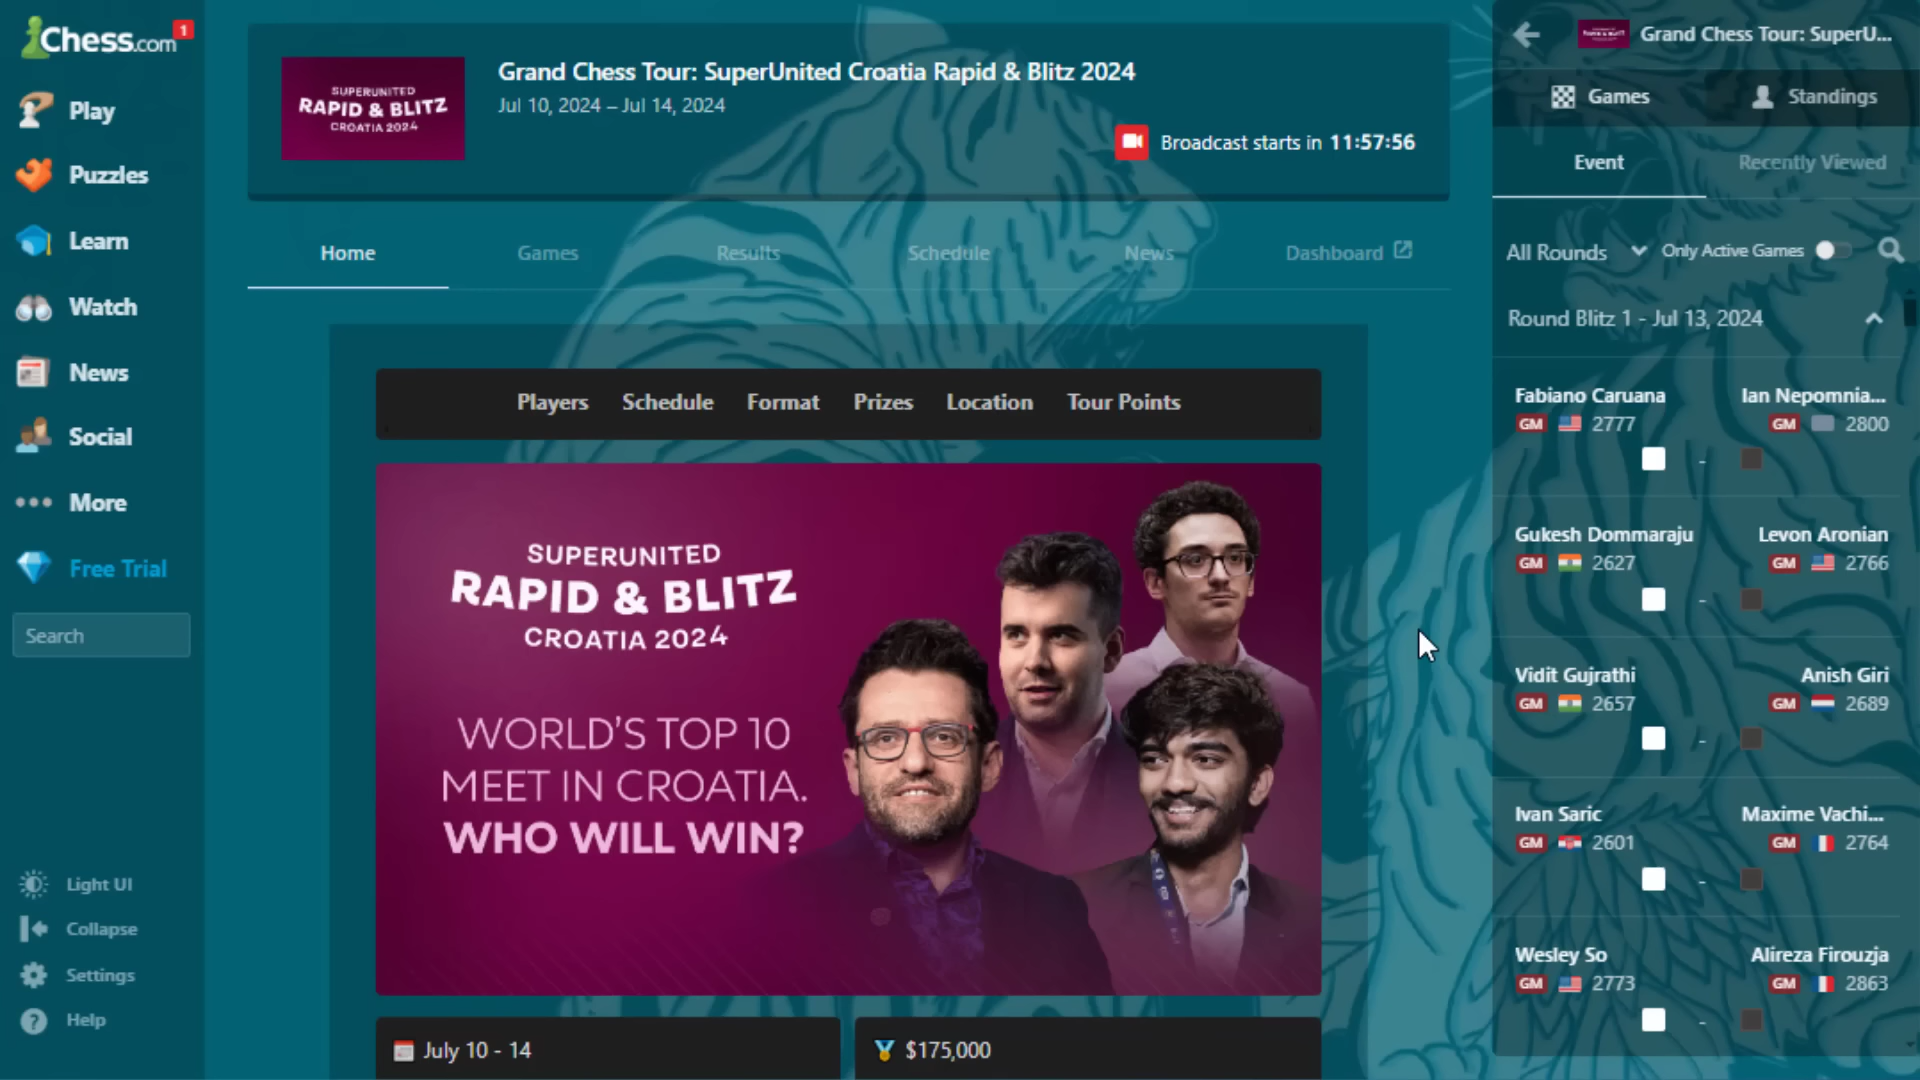 Chess.com
1
Play
Puzzles
Learn
Watch
News
Social
More
Free Trial
Search
Light UI
Collapse
Settings
Help
SUPERUNITED
RAPID & BLITZ
CROATIA 2024
Grand Chess Tour: SuperUnited Croatia Rapid & Blitz 2024
Jul 10, 2024 – Jul 14, 2024
Broadcast starts in 11:57:56
Home Games Results Schedule News Dashboard
Players Schedule Format Prizes Location Tour Points
SUPERUNITED
RAPID & BLITZ
CROATIA 2024
WORLD'S TOP 10
MEET IN CROATIA.
WHO WILL WIN?
July 10 - 14
$175,000
Grand Chess Tour: SuperU...
Games Standings
Event Recently Viewed
All Rounds Only Active Games
Round Blitz 1 - Jul 13, 2024
Fabiano Caruana Ian Nepomnia...
GM 2777 GM 2800
-
Gukesh Dommaraju Levon Aronian
GM 2627 GM 2766
-
Vidit Gujrathi Anish Giri
GM 2657 GM 2689
-
Ivan Saric Maxime Vachi...
GM 2601 GM 2764
-
Wesley So Alireza Firouzja
GM 2773 GM 2863
-